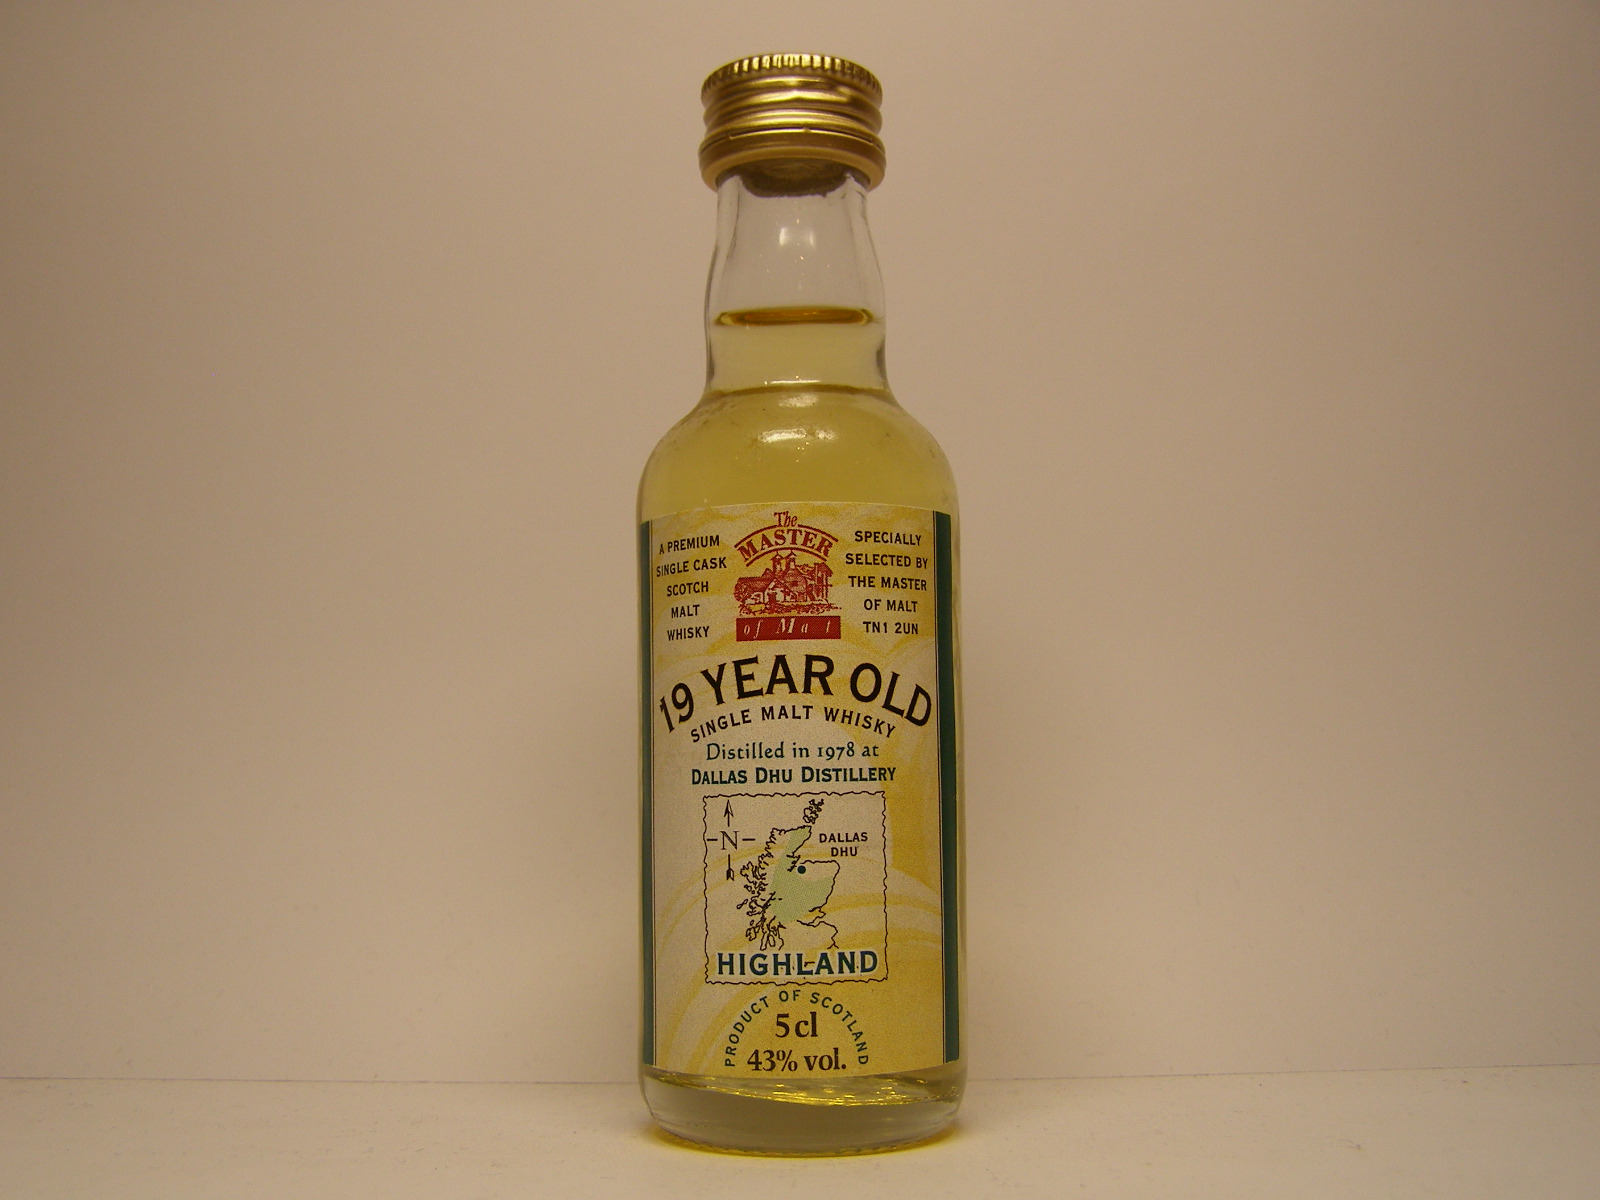 A PREMIUM
SINGLE CASK
SCOTCH
MALT
WHISKY
The
MASTER
of Malt
SPECIALLY
SELECTED BY
THE MASTER
OF MALT
TN1 2UN
19 YEAR OLD
SINGLE MALT WHISKY
Distilled in 1978 at
DALLAS DHU DISTILLERY
N
DALLAS
DHU
HIGHLAND
PRODUCT OF SCOTLAND
5cl
43% vol.